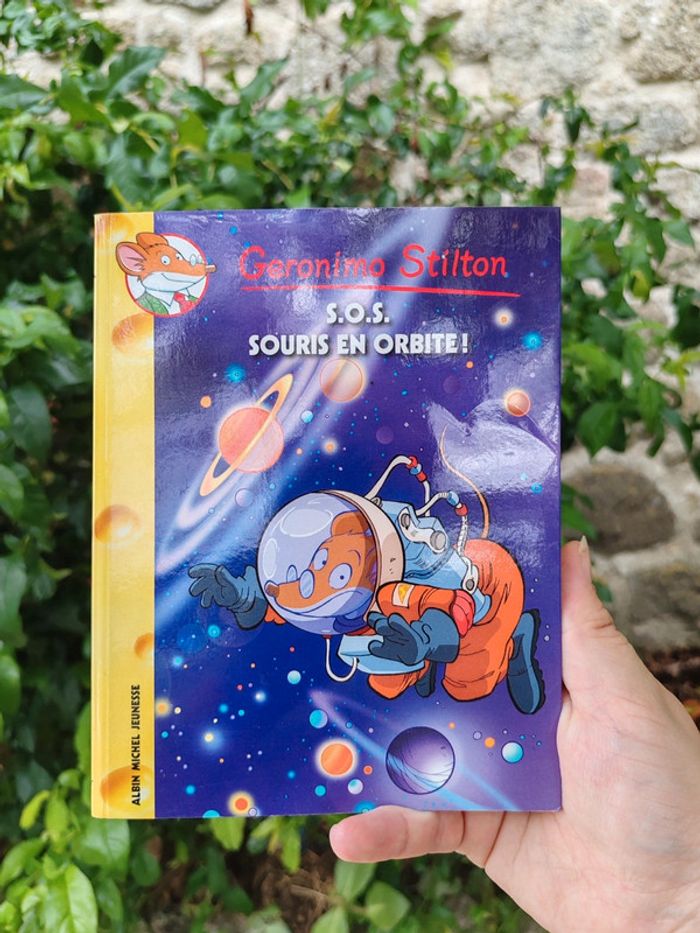 Geronimo Stilton
S.O.S.
SOURIS EN ORBITE!
ALBIN MICHEL JEUNESSE